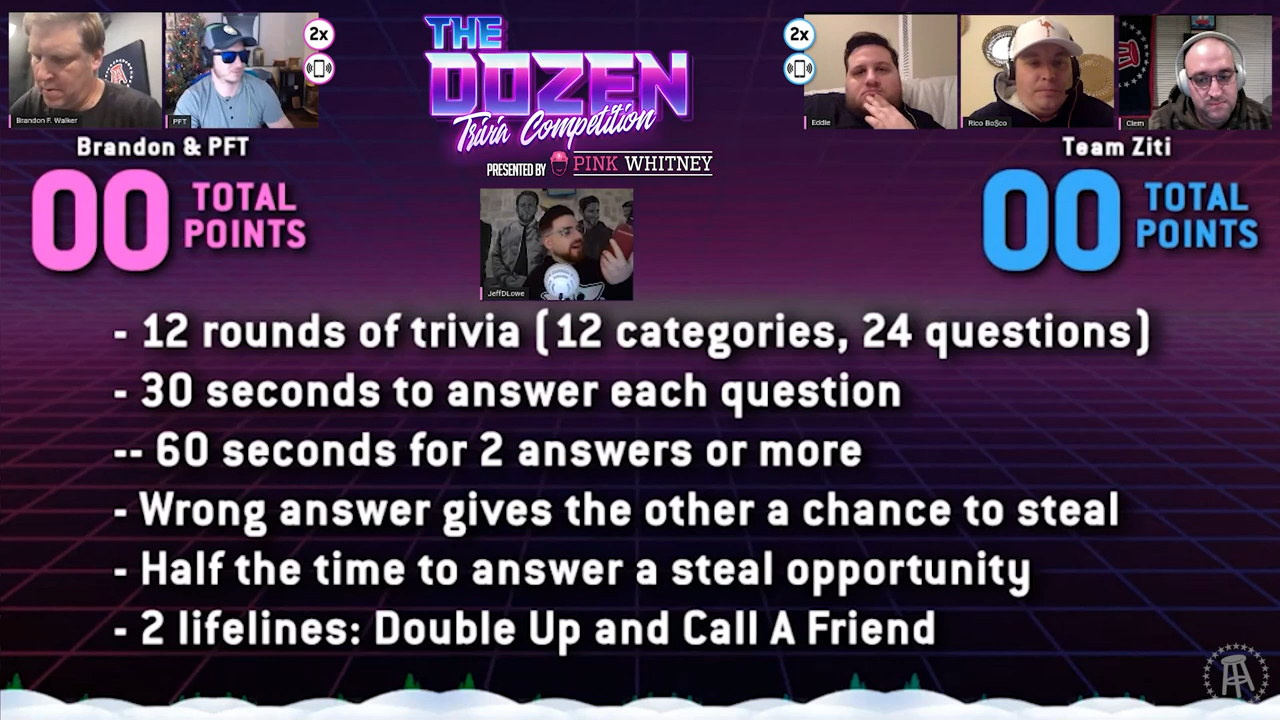 2x
Brandon F. Walker
PFT
Brandon & PFT
00 TOTAL POINTS
THE
DOZEN
Trivia Competition
PRESENTED BY PINK WHITNEY
JeffDLowe
2x
Eddie
Rico Bo$co
Clem
Team Ziti
00 TOTAL POINTS
- 12 rounds of trivia (12 categories, 24 questions)
- 30 seconds to answer each question
-- 60 seconds for 2 answers or more
- Wrong answer gives the other a chance to steal
- Half the time to answer a steal opportunity
- 2 lifelines: Double Up and Call A Friend